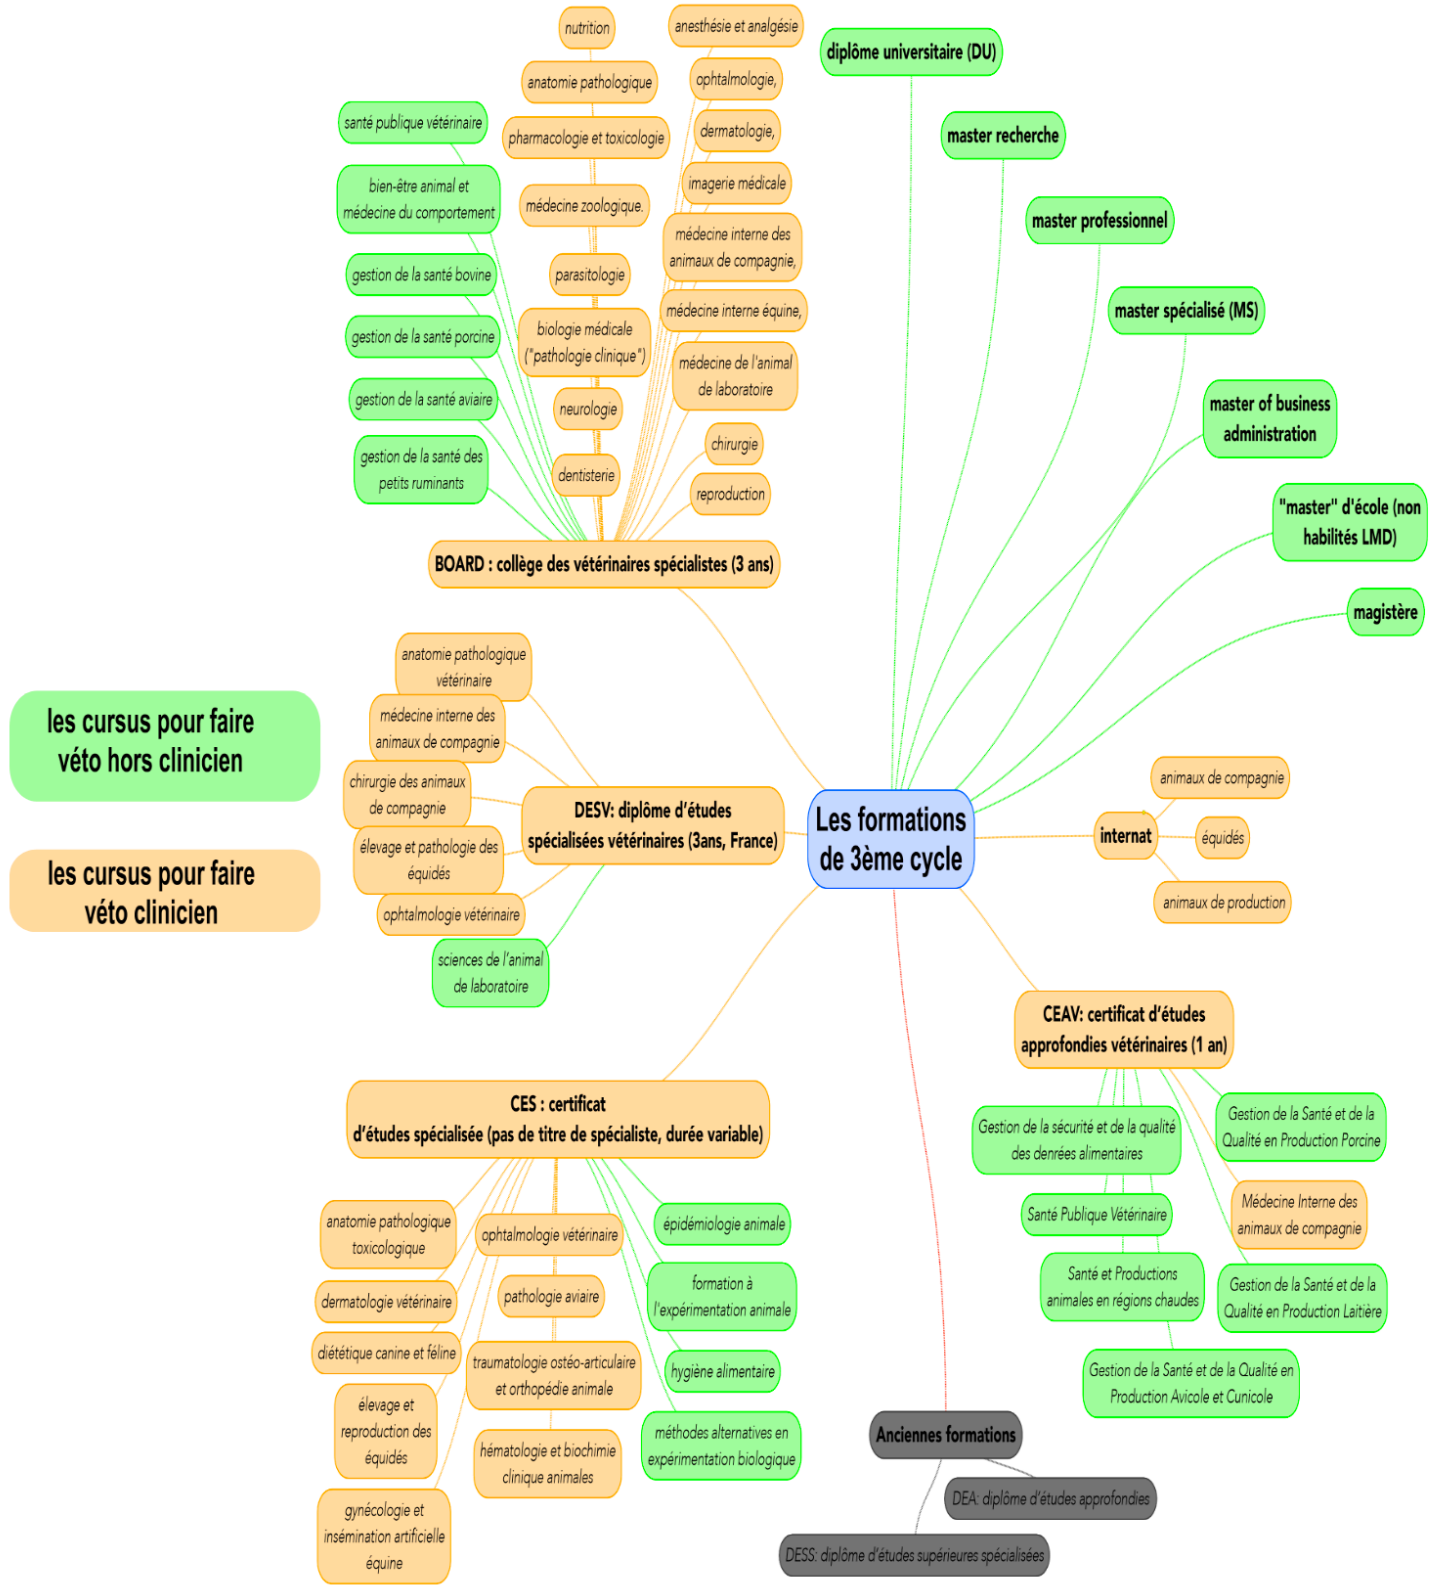 nutrition
anatomie pathologique
pharmacologie et toxicologie
médecine zoologique.
parasitologie
biologie médicale
("pathologie clinique")
neurologie
dentisterie
anesthésie et analgésie
ophtalmologie,
dermatologie,
imagerie médicale
médecine interne des
animaux de compagnie,
médecine interne équine,
médecine de l'animal
de laboratoire
chirurgie
reproduction
santé publique vétérinaire
bien-être animal et
médecine du comportement
gestion de la santé bovine
gestion de la santé porcine
gestion de la santé aviaire
gestion de la santé des
petits ruminants
BOARD : collège des vétérinaires spécialistes (3 ans)
diplôme universitaire (DU)
master recherche
master professionnel
master spécialisé (MS)
master of business
administration
"master" d'école (non
habilités LMD)
magistère
les cursus pour faire
véto hors clinicien
les cursus pour faire
véto clinicien
anatomie pathologique
vétérinaire
médecine interne des
animaux de compagnie
chirurgie des animaux
de compagnie
élevage et pathologie des
équidés
ophtalmologie vétérinaire
sciences de l'animal
de laboratoire
DESV: diplôme d'études
spécialisées vétérinaires (3ans, France)
Les formations
de 3ème cycle
internat
animaux de compagnie
équidés
animaux de production
CEAV: certificat d'études
approfondies vétérinaires (1 an)
Gestion de la sécurité et de la qualité
des denrées alimentaires
Santé Publique Vétérinaire
Santé et Productions
animales en régions chaudes
Gestion de la Santé et de la Qualité en
Production Avicole et Cunicole
Gestion de la Santé et de la
Qualité en Production Porcine
Médecine Interne des
animaux de compagnie
Gestion de la Santé et de la
Qualité en Production Laitière
CES : certificat
d'études spécialisée (pas de titre de spécialiste, durée variable)
anatomie pathologique
toxicologique
dermatologie vétérinaire
diététique canine et féline
élevage et
reproduction des
équidés
gynécologie et
insémination artificielle
équine
ophtalmologie vétérinaire
pathologie aviaire
traumatologie ostéo-articulaire
et orthopédie animale
hématologie et biochimie
clinique animales
épidémiologie animale
formation à
l'expérimentation animale
hygiène alimentaire
méthodes alternatives en
expérimentation biologique
Anciennes formations
DEA: diplôme d'études approfondies
DESS: diplôme d'études supérieures spécialisées